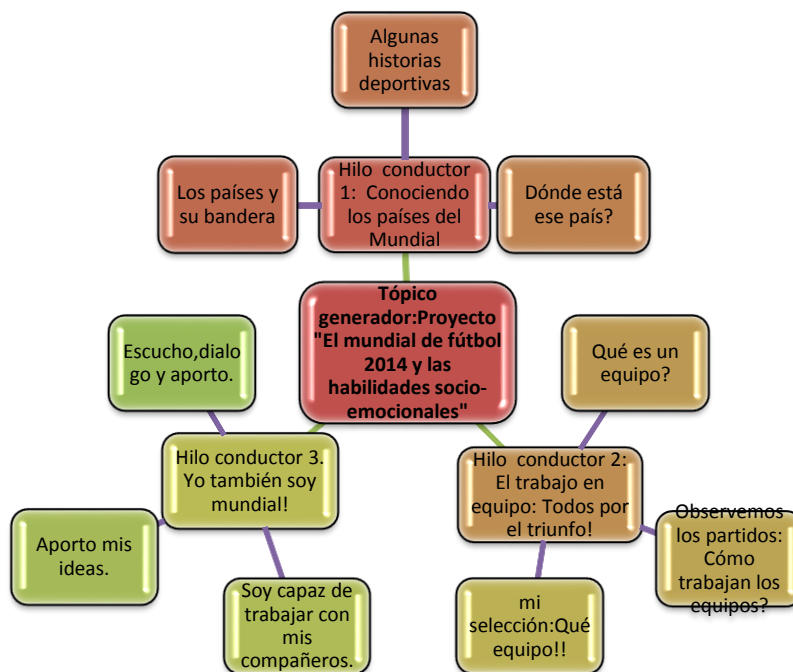 Algunas
historias
deportivas
Los países y
su bandera
Hilo conductor
1: Conociendo
los países del
Mundial
Dónde está
ese país?
Tópico
generador:Proyecto
"El mundial de fútbol
2014 y las
habilidades socio-
emocionales"
Escucho,dialo
go y aporto.
Qué es un
equipo?
Hilo conductor 3.
Yo también soy
mundial!
Hilo conductor 2:
El trabajo en
equipo: Todos por
el triunfo!
Aporto mis
ideas.
Observemos
los partidos:
Cómo
trabajan los
equipos?
Soy capaz de
trabajar con
mis
compañeros.
mi
selección:Qué
equipo!!